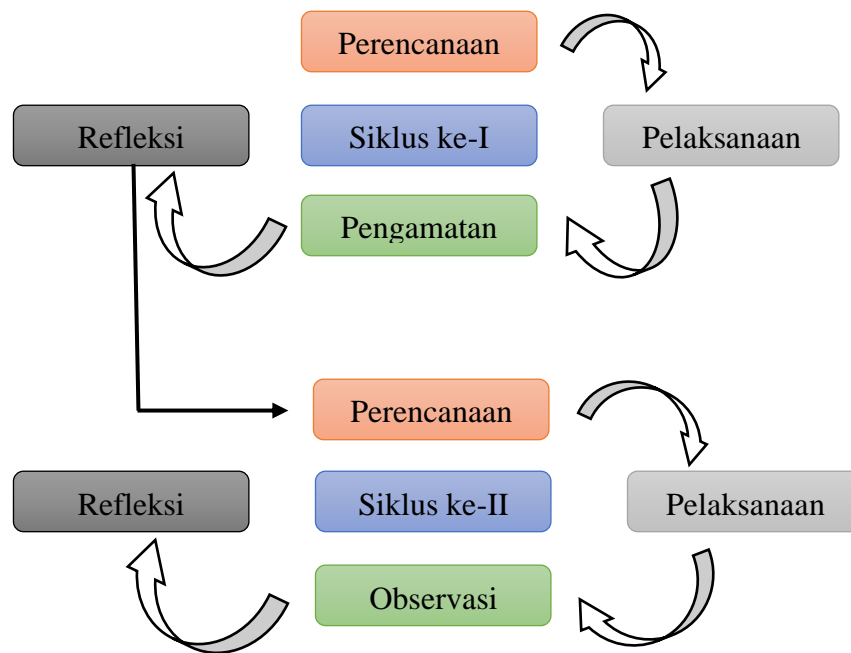 Perencanaan
Refleksi
Siklus ke-I
Pelaksanaan
Pengamatan
Perencanaan
Refleksi
Siklus ke-II
Pelaksanaan
Observasi